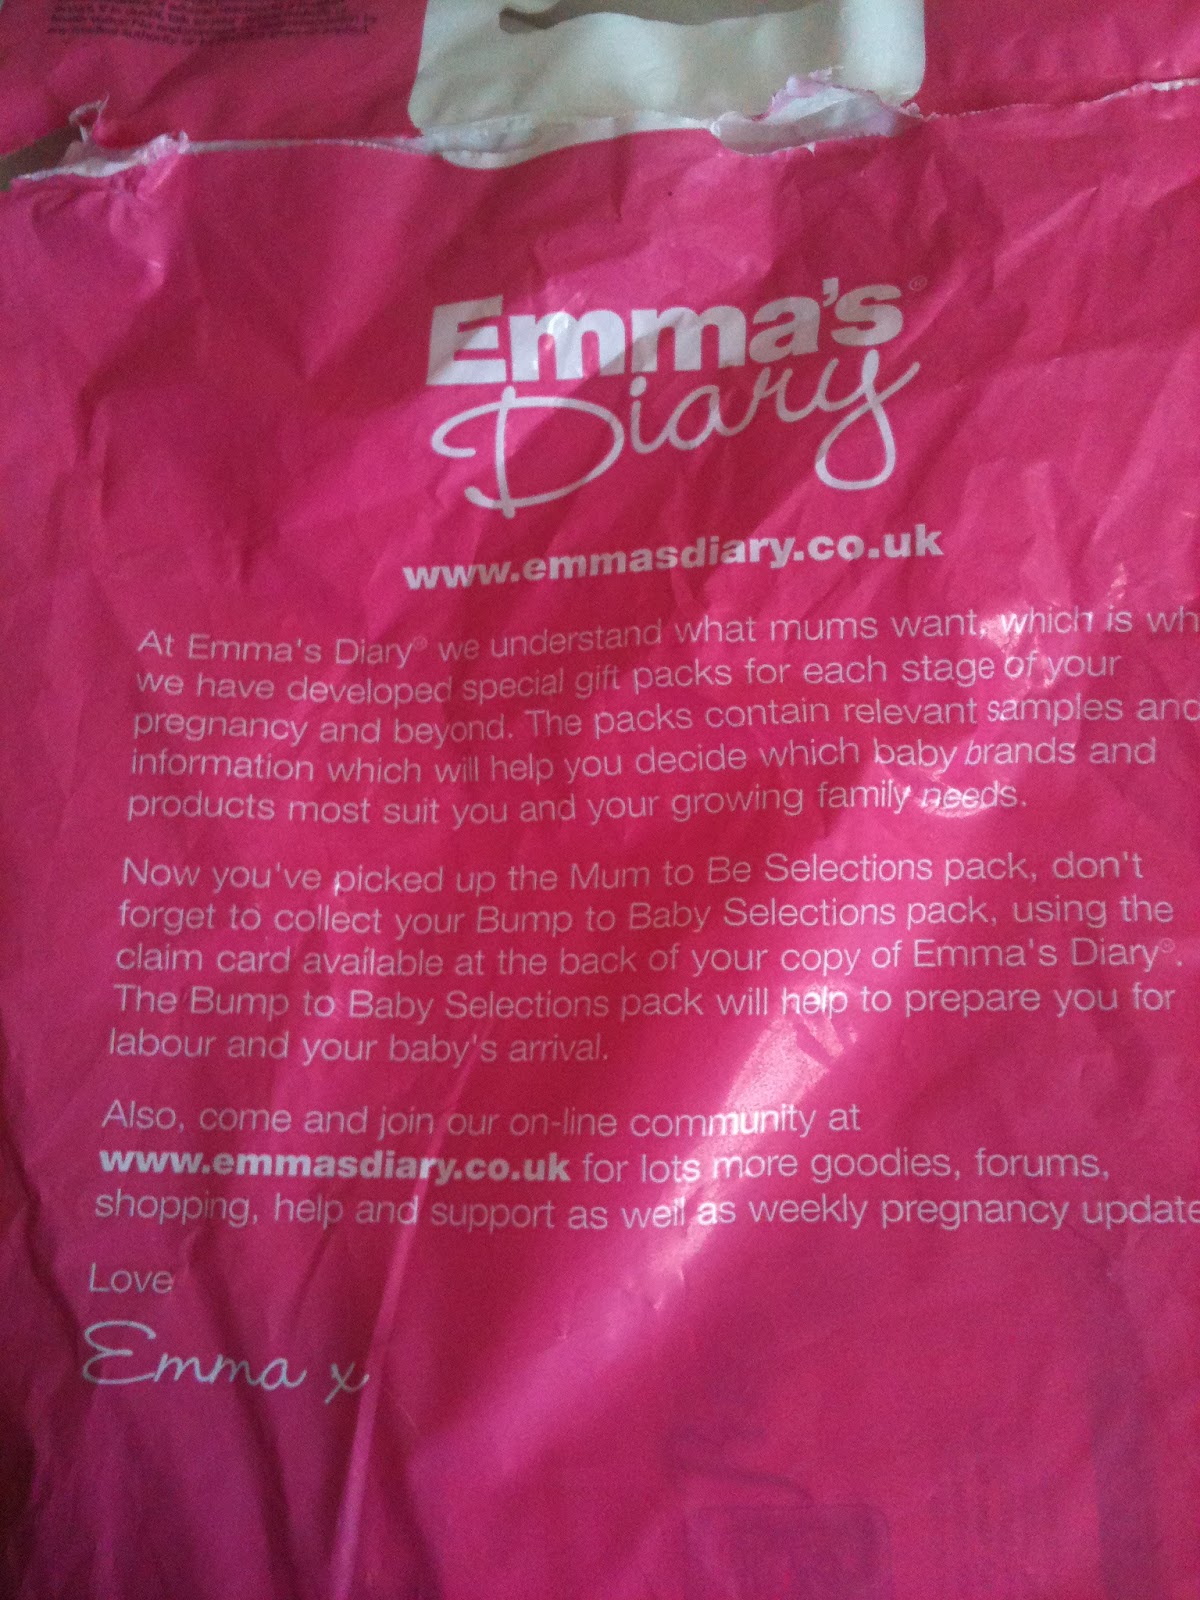 Emma's
Diary®
www.emmasdiary.co.uk
At Emma's Diary® we understand what mums want, which is wh
we have developed special gift packs for each stage of your
pregnancy and beyond. The packs contain relevant samples and
information which will help you decide which baby brands and
products most suit you and your growing family needs.
Now you've picked up the Mum to Be Selections pack, don't
forget to collect your Bump to Baby Selections pack, using the
claim card available at the back of your copy of Emma's Diary®.
The Bump to Baby Selections pack will help to prepare you for
labour and your baby's arrival.
Also, come and join our on-line community at
www.emmasdiary.co.uk for lots more goodies, forums,
shopping, help and support as well as weekly pregnancy update
Love
Emma x